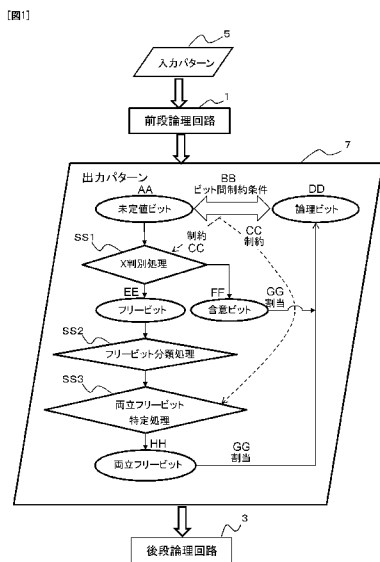 [図1]
5
入力パターン
1
前段論理回路
7
出力パターン
AA
BB
DD
未定値ビット
ビット間制約条件
論理ビット
SS1
制約
CC
CC
制約
X判別処理
EE
FF
GG
割当
フリービット
含意ビット
SS2
フリービット分類処理
SS3
両立フリービット
特定処理
HH
GG
割当
両立フリービット
3
後段論理回路